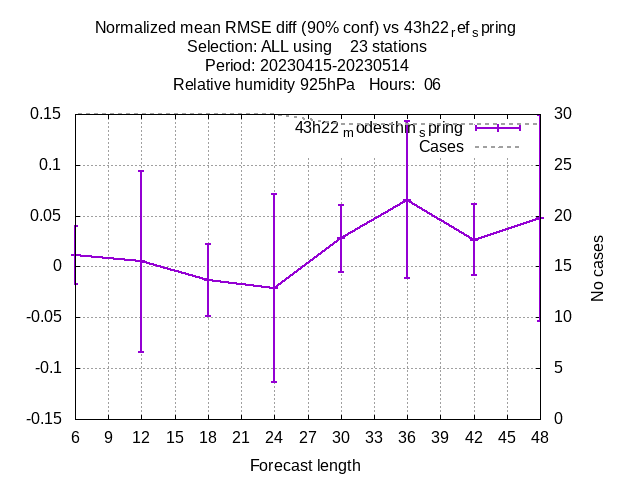 Normalized mean RMSE diff (90% conf) vs 43h22refspring
Selection: ALL using 23 stations
Period: 20230415-20230514
Relative humidity 925hPa Hours: 06
0.15 30
43h22modesthinspring
Cases
0.1 25
0.05 20
0 15
-0.05 10
-0.1 5
-0.15 0
No cases
6 9 12 15 18 21 24 27 30 33 36 39 42 45 48
Forecast length